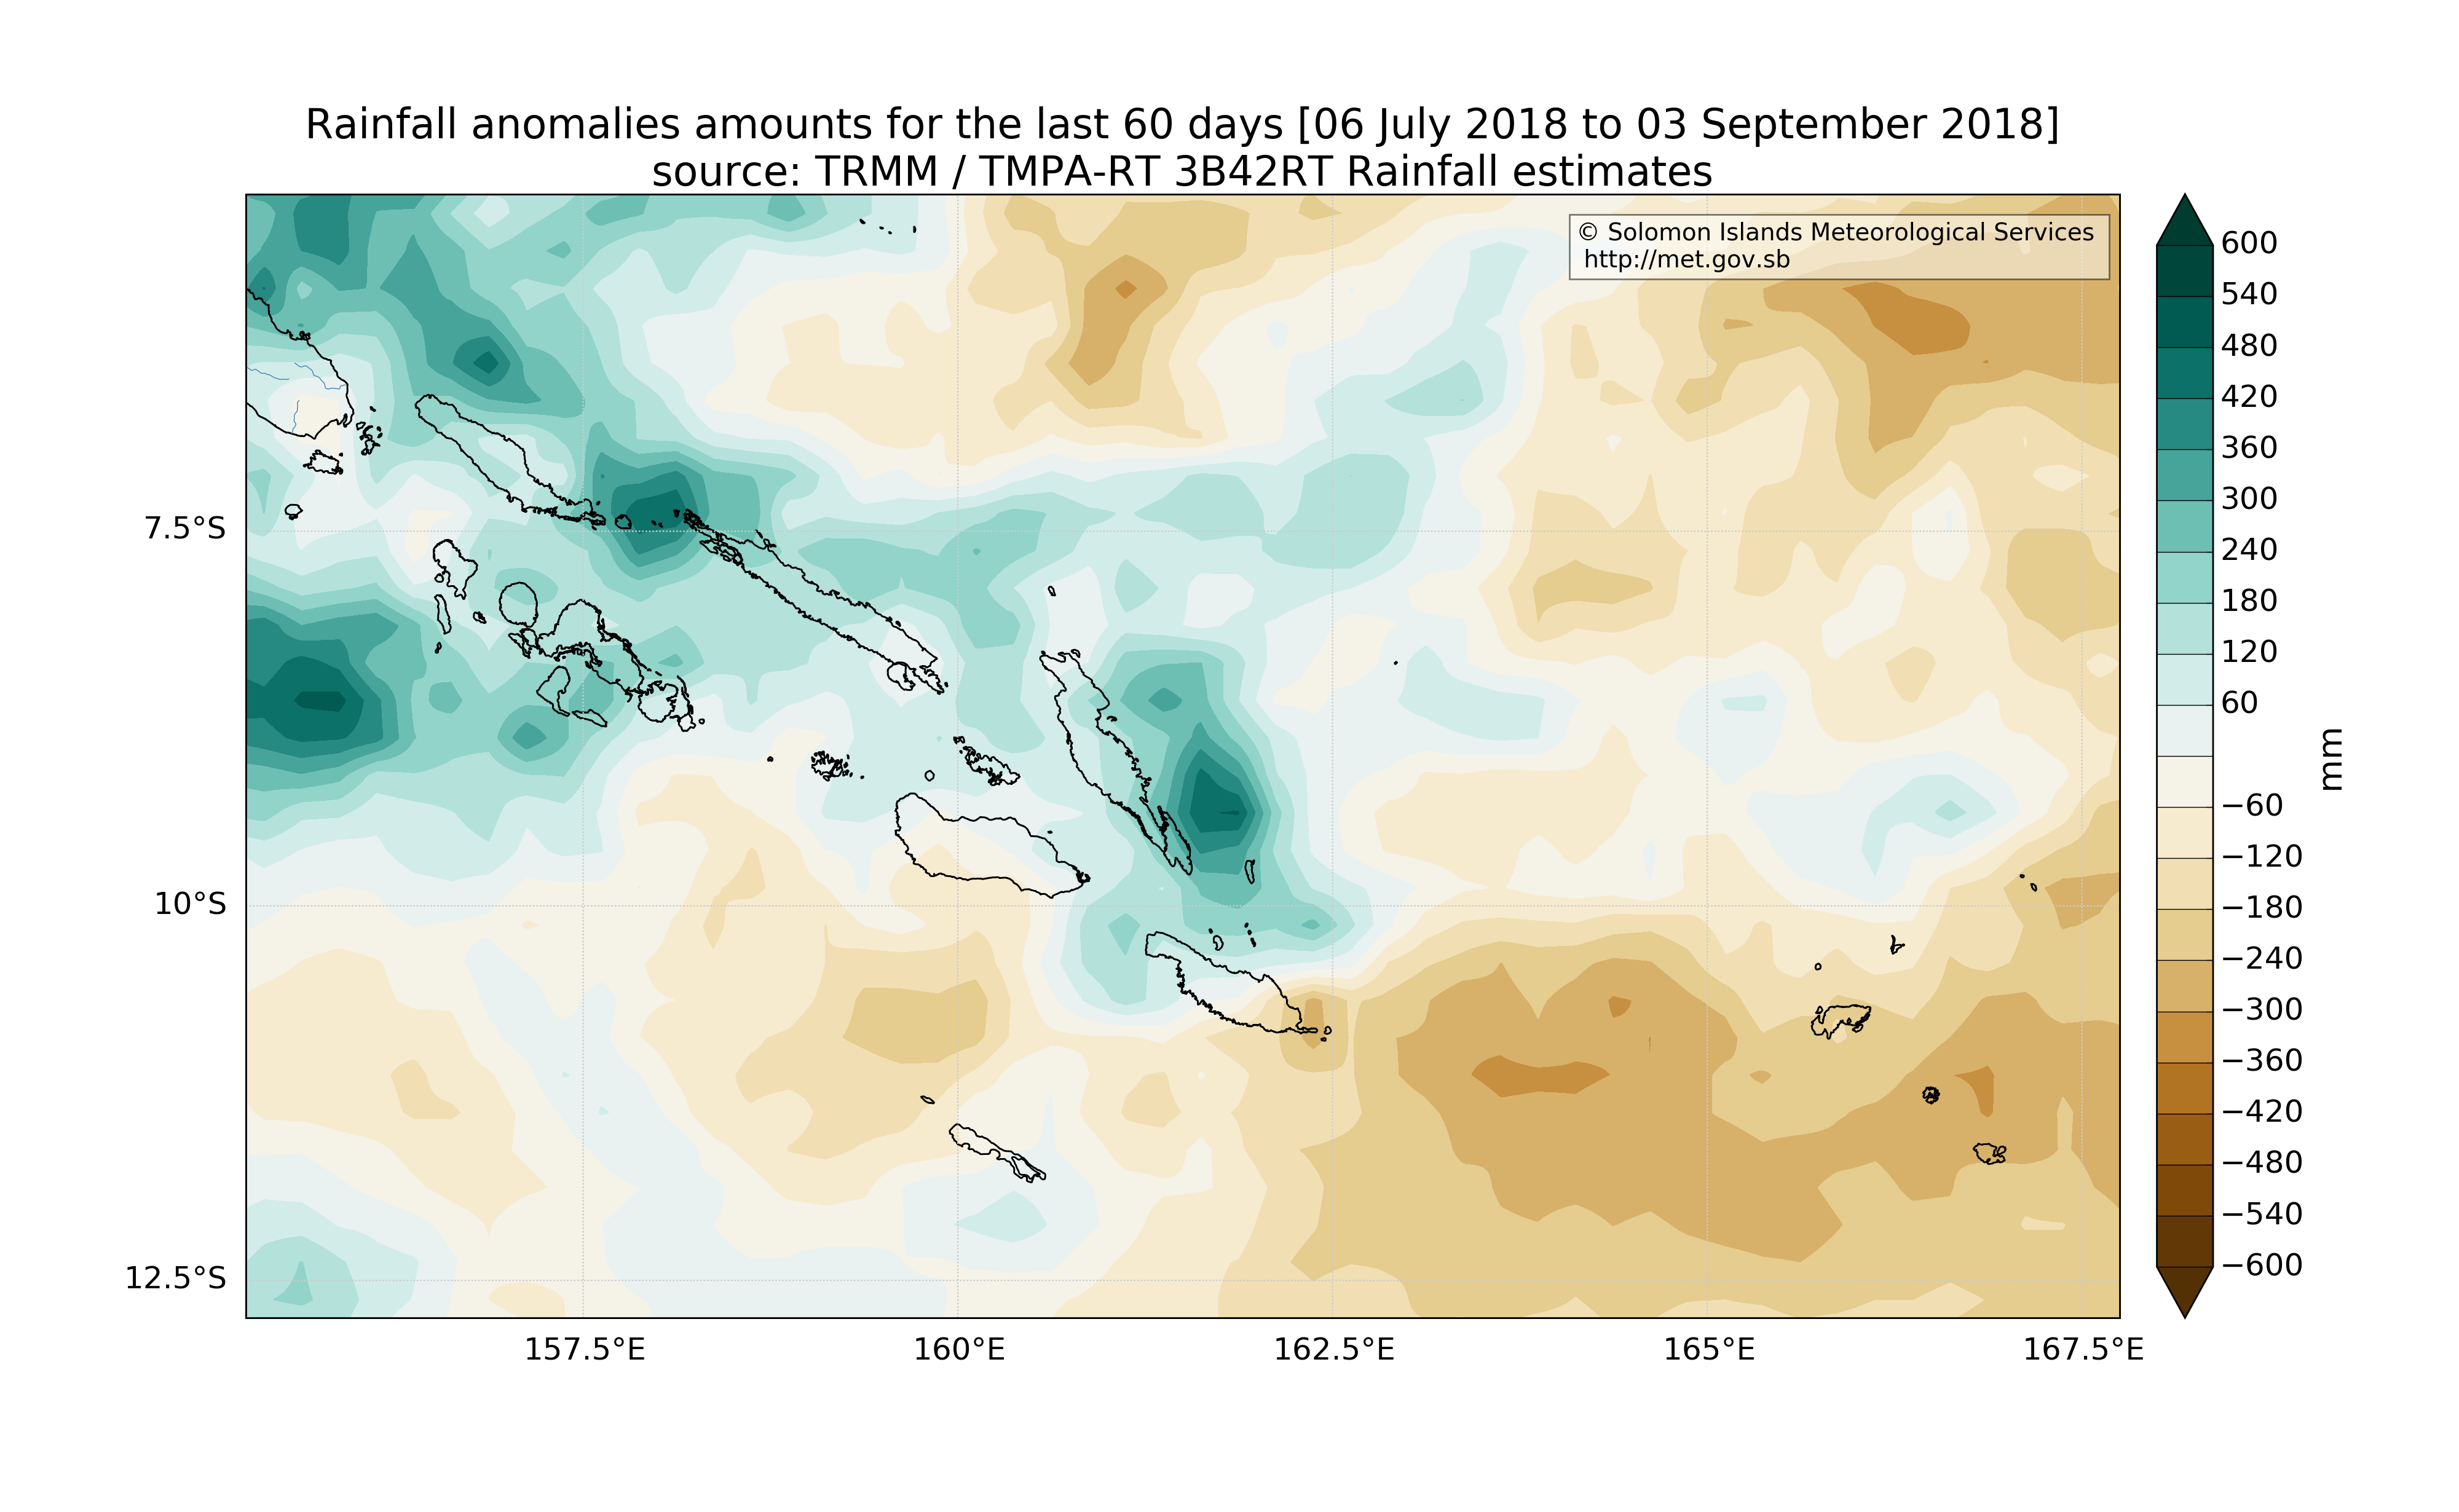 Rainfall anomalies amounts for the last 60 days [06 July 2018 to 03 September 2018]
source: TRMM / TMPA-RT 3B42RT Rainfall estimates
© Solomon Islands Meteorological Services
http://met.gov.sb
7.5°S
10°S
12.5°S
157.5°E
160°E
162.5°E
165°E
167.5°E
600
540
480
420
360
300
240
180
120
60
−60
−120
−180
−240
−300
−360
−420
−480
−540
−600
mm